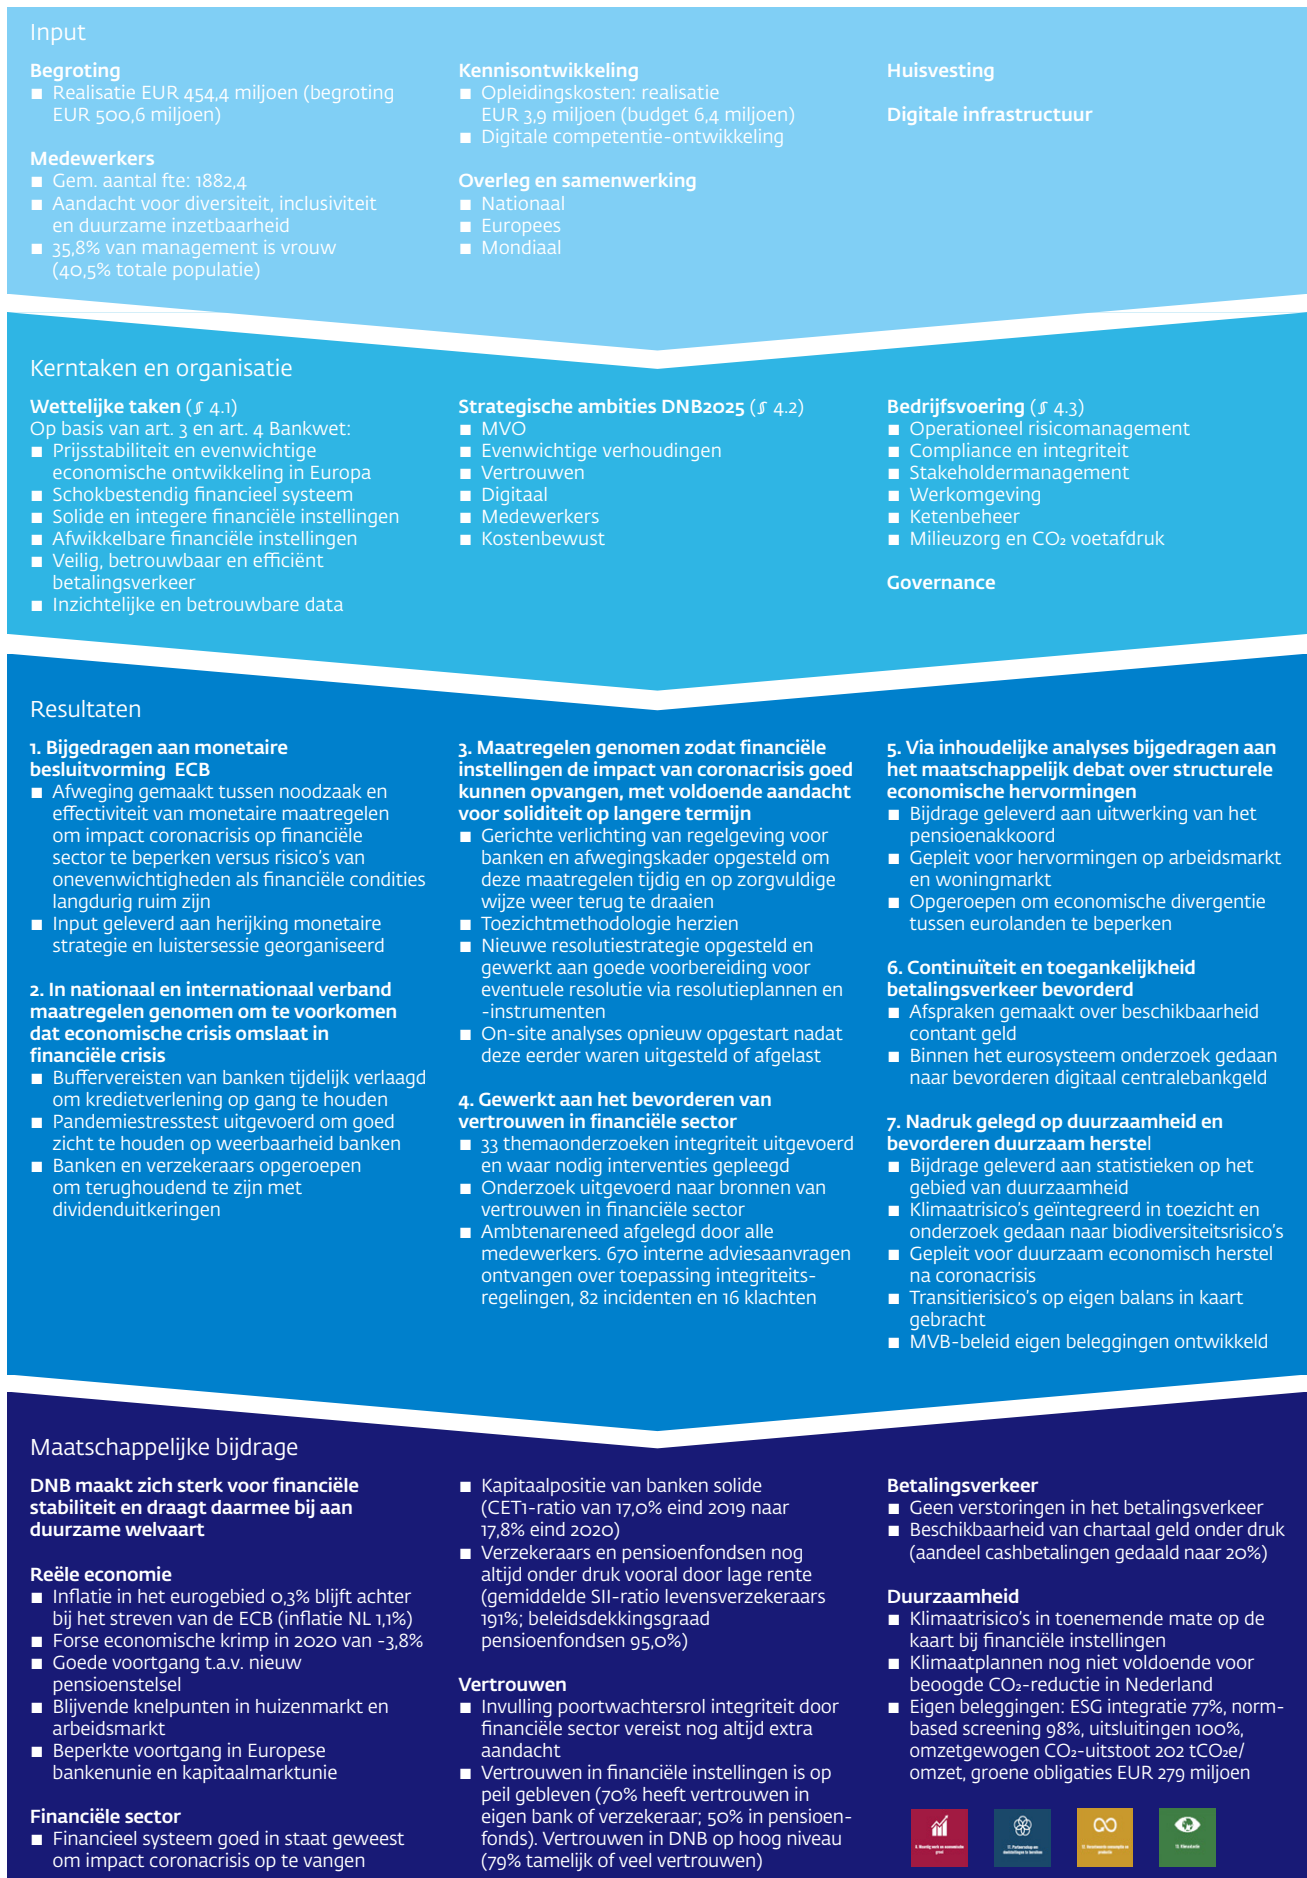 Input
Begroting
■ Realisatie EUR 454,4 miljoen (begroting
EUR 500,6 miljoen)
Medewerkers
■ Gem. aantal fte: 1882,4
■ Aandacht voor diversiteit, inclusiviteit
en duurzame inzetbaarheid
■ 35,8% van management is vrouw
(40,5% totale populatie)
Kennisontwikkeling
■ Opleidingskosten: realisatie
EUR 3,9 miljoen (budget 6,4 miljoen)
■ Digitale competentie-ontwikkeling
Overleg en samenwerking
■ Nationaal
■ Europees
■ Mondiaal
Huisvesting
Digitale infrastructuur
Kerntaken en organisatie
Wettelijke taken (§ 4.1)
Op basis van art. 3 en art. 4 Bankwet:
■ Prijsstabiliteit en evenwichtige
economische ontwikkeling in Europa
■ Schokbestendig financieel systeem
■ Solide en integere financiële instellingen
■ Afwikkelbare financiële instellingen
■ Veilig, betrouwbaar en efficiënt
betalingsverkeer
■ Inzichtelijke en betrouwbare data
Strategische ambities DNB2025 (§ 4.2)
■ MVO
■ Evenwichtige verhoudingen
■ Vertrouwen
■ Digitaal
■ Medewerkers
■ Kostenbewust
Bedrijfsvoering (§ 4.3)
■ Operationeel risicomanagement
■ Compliance en integriteit
■ Stakeholdermanagement
■ Werkomgeving
■ Ketenbeheer
■ Milieuzorg en CO₂ voetafdruk
Governance
Resultaten
1. Bijgedragen aan monetaire
besluitvorming ECB
■ Afweging gemaakt tussen noodzaak en
effectiviteit van monetaire maatregelen
om impact coronacrisis op financiële
sector te beperken versus risico's van
onevenwichtigheden als financiële condities
langdurig ruim zijn
■ Input geleverd aan herijking monetaire
strategie en luistersessie georganiseerd
2. In nationaal en internationaal verband
maatregelen genomen om te voorkomen
dat economische crisis omslaat in
financiële crisis
■ Buffervereisten van banken tijdelijk verlaagd
om kredietverlening op gang te houden
■ Pandemiestresstest uitgevoerd om goed
zicht te houden op weerbaarheid banken
■ Banken en verzekeraars opgeroepen
om terughoudend te zijn met
dividenduitkeringen
3. Maatregelen genomen zodat financiële
instellingen de impact van coronacrisis goed
kunnen opvangen, met voldoende aandacht
voor soliditeit op langere termijn
■ Gerichte verlichting van regelgeving voor
banken en afwegingskader opgesteld om
deze maatregelen tijdig en op zorgvuldige
wijze weer terug te draaien
■ Toezichtmethodologie herzien
■ Nieuwe resolutiestrategie opgesteld en
gewerkt aan goede voorbereiding voor
eventuele resolutie via resolutieplannen en
-instrumenten
■ On-site analyses opnieuw opgestart nadat
deze eerder waren uitgesteld of afgelast
4. Gewerkt aan het bevorderen van
vertrouwen in financiële sector
■ 33 themaonderzoeken integriteit uitgevoerd
en waar nodig interventies gepleegd
■ Onderzoek uitgevoerd naar bronnen van
vertrouwen in financiële sector
■ Ambtenareneed afgelegd door alle
medewerkers. 670 interne adviesaanvragen
ontvangen over toepassing integriteits-
regelingen, 82 incidenten en 16 klachten
5. Via inhoudelijke analyses bijgedragen aan
het maatschappelijk debat over structurele
economische hervormingen
■ Bijdrage geleverd aan uitwerking van het
pensioenakkoord
■ Gepleit voor hervormingen op arbeidsmarkt
en woningmarkt
■ Opgeroepen om economische divergentie
tussen eurolanden te beperken
6. Continuïteit en toegankelijkheid
betalingsverkeer bevorderd
■ Afspraken gemaakt over beschikbaarheid
contant geld
■ Binnen het eurosysteem onderzoek gedaan
naar bevorderen digitaal centralebankgeld
7. Nadruk gelegd op duurzaamheid en
bevorderen duurzaam herstel
■ Bijdrage geleverd aan statistieken op het
gebied van duurzaamheid
■ Klimaatrisico's geïntegreerd in toezicht en
onderzoek gedaan naar biodiversiteitsrisico's
■ Gepleit voor duurzaam economisch herstel
na coronacrisis
■ Transitierisico's op eigen balans in kaart
gebracht
■ MVB-beleid eigen beleggingen ontwikkeld
Maatschappelijke bijdrage
DNB maakt zich sterk voor financiële
stabiliteit en draagt daarmee bij aan
duurzame welvaart
Reële economie
■ Inflatie in het eurogebied 0,3% blijft achter
bij het streven van de ECB (inflatie NL 1,1%)
■ Forse economische krimp in 2020 van -3,8%
■ Goede voortgang t.a.v. nieuw
pensioenstelsel
■ Blijvende knelpunten in huizenmarkt en
arbeidsmarkt
■ Beperkte voortgang in Europese
bankenunie en kapitaalmarktunie
Financiële sector
■ Financieel systeem goed in staat geweest
om impact coronacrisis op te vangen
■ Kapitaalpositie van banken solide
(CET1-ratio van 17,0% eind 2019 naar
17,8% eind 2020)
■ Verzekeraars en pensioenfondsen nog
altijd onder druk vooral door lage rente
(gemiddelde SII-ratio levensverzekeraars
191%; beleidsdekkingsgraad
pensioenfondsen 95,0%)
Vertrouwen
■ Invulling poortwachtersrol integriteit door
financiële sector vereist nog altijd extra
aandacht
■ Vertrouwen in financiële instellingen is op
peil gebleven (70% heeft vertrouwen in
eigen bank of verzekeraar; 50% in pensioen-
fonds). Vertrouwen in DNB op hoog niveau
(79% tamelijk of veel vertrouwen)
Betalingsverkeer
■ Geen verstoringen in het betalingsverkeer
■ Beschikbaarheid van chartaal geld onder druk
(aandeel cashbetalingen gedaald naar 20%)
Duurzaamheid
■ Klimaatrisico's in toenemende mate op de
kaart bij financiële instellingen
■ Klimaatplannen nog niet voldoende voor
beoogde CO₂-reductie in Nederland
■ Eigen beleggingen: ESG integratie 77%, norm-
based screening 98%, uitsluitingen 100%,
omzetgewogen CO₂-uitstoot 202 tCO₂e/
omzet, groene obligaties EUR 279 miljoen